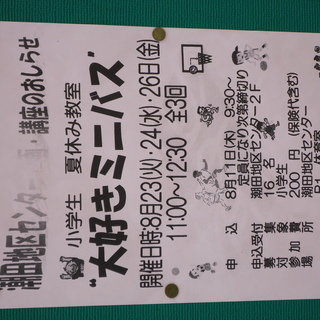 潮田地区センター ・講座のおしらせ
小学生 夏休み教室
"大好きミニバス"
開催日時:8月23(火)・24(水)・26日(金)
11:00～12:30 全3回
申込 8月11日(木) 9:30～
定員になり次第締切り
申込受付 潮田地区センター2F
募集 16名
対象 小学生
参加費 200円 (保険代含む)
場所 潮田地区センター
体育室